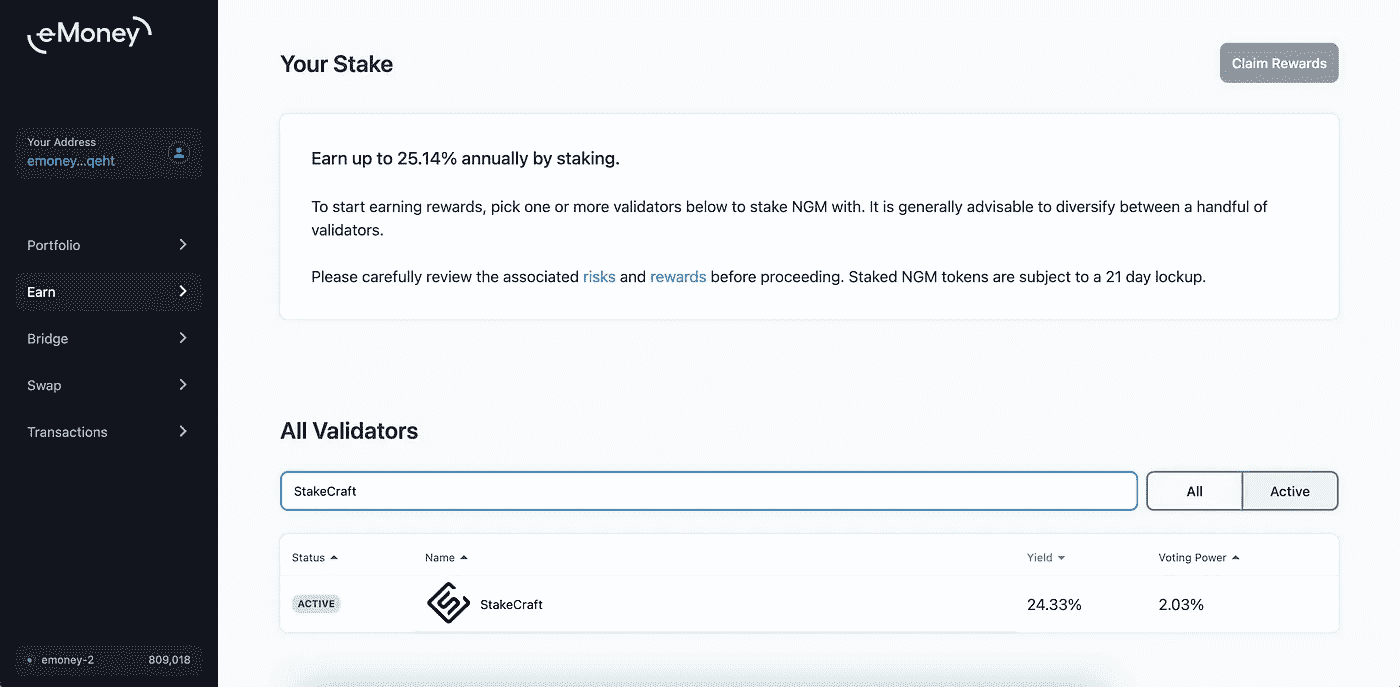 eMoney
Your Address
emoney...qeht
Portfolio
Earn
Bridge
Swap
Transactions
emoney-2 809,018
Your Stake
Claim Rewards
Earn up to 25.14% annually by staking.
To start earning rewards, pick one or more validators below to stake NGM with. It is generally advisable to diversify between a handful of
validators.
Please carefully review the associated risks and rewards before proceeding. Staked NGM tokens are subject to a 21 day lockup.
All Validators
StakeCraft
All Active
Status Name Yield Voting Power
ACTIVE StakeCraft 24.33% 2.03%